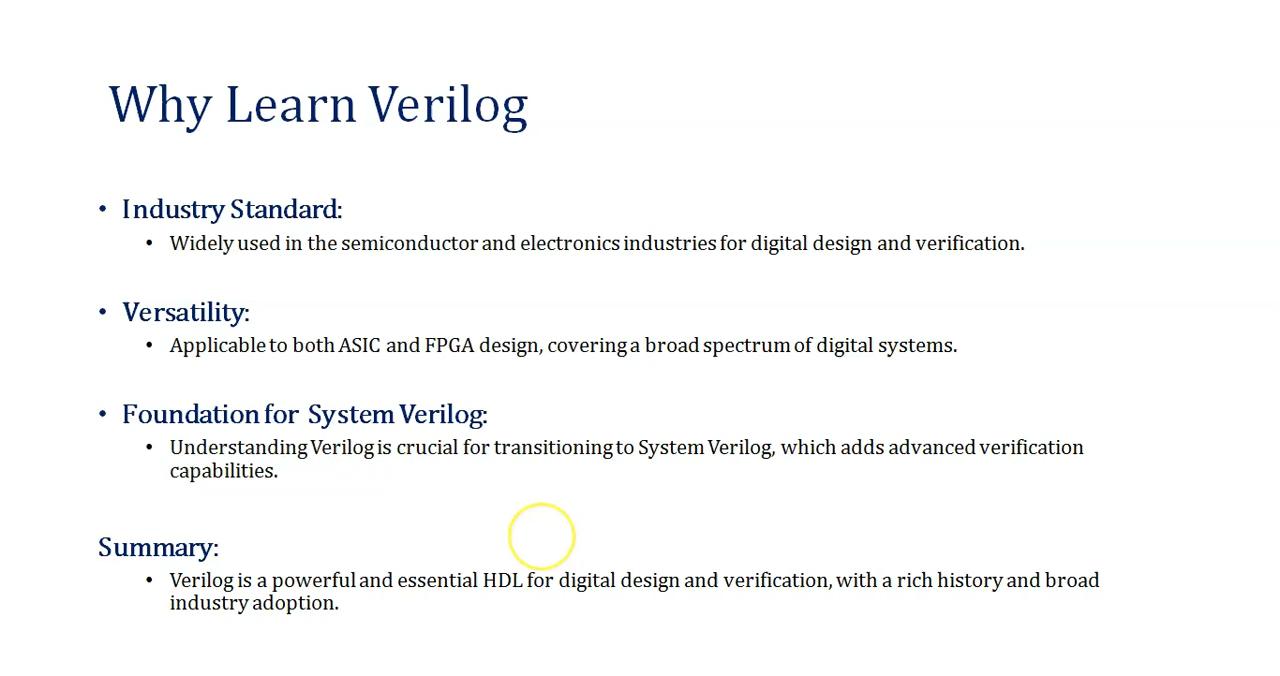 Why Learn Verilog
• Industry Standard:
• Widely used in the semiconductor and electronics industries for digital design and verification.
• Versatility:
• Applicable to both ASIC and FPGA design, covering a broad spectrum of digital systems.
• Foundation for System Verilog:
• Understanding Verilog is crucial for transitioning to System Verilog, which adds advanced verification
capabilities.
Summary:
• Verilog is a powerful and essential HDL for digital design and verification, with a rich history and broad
industry adoption.